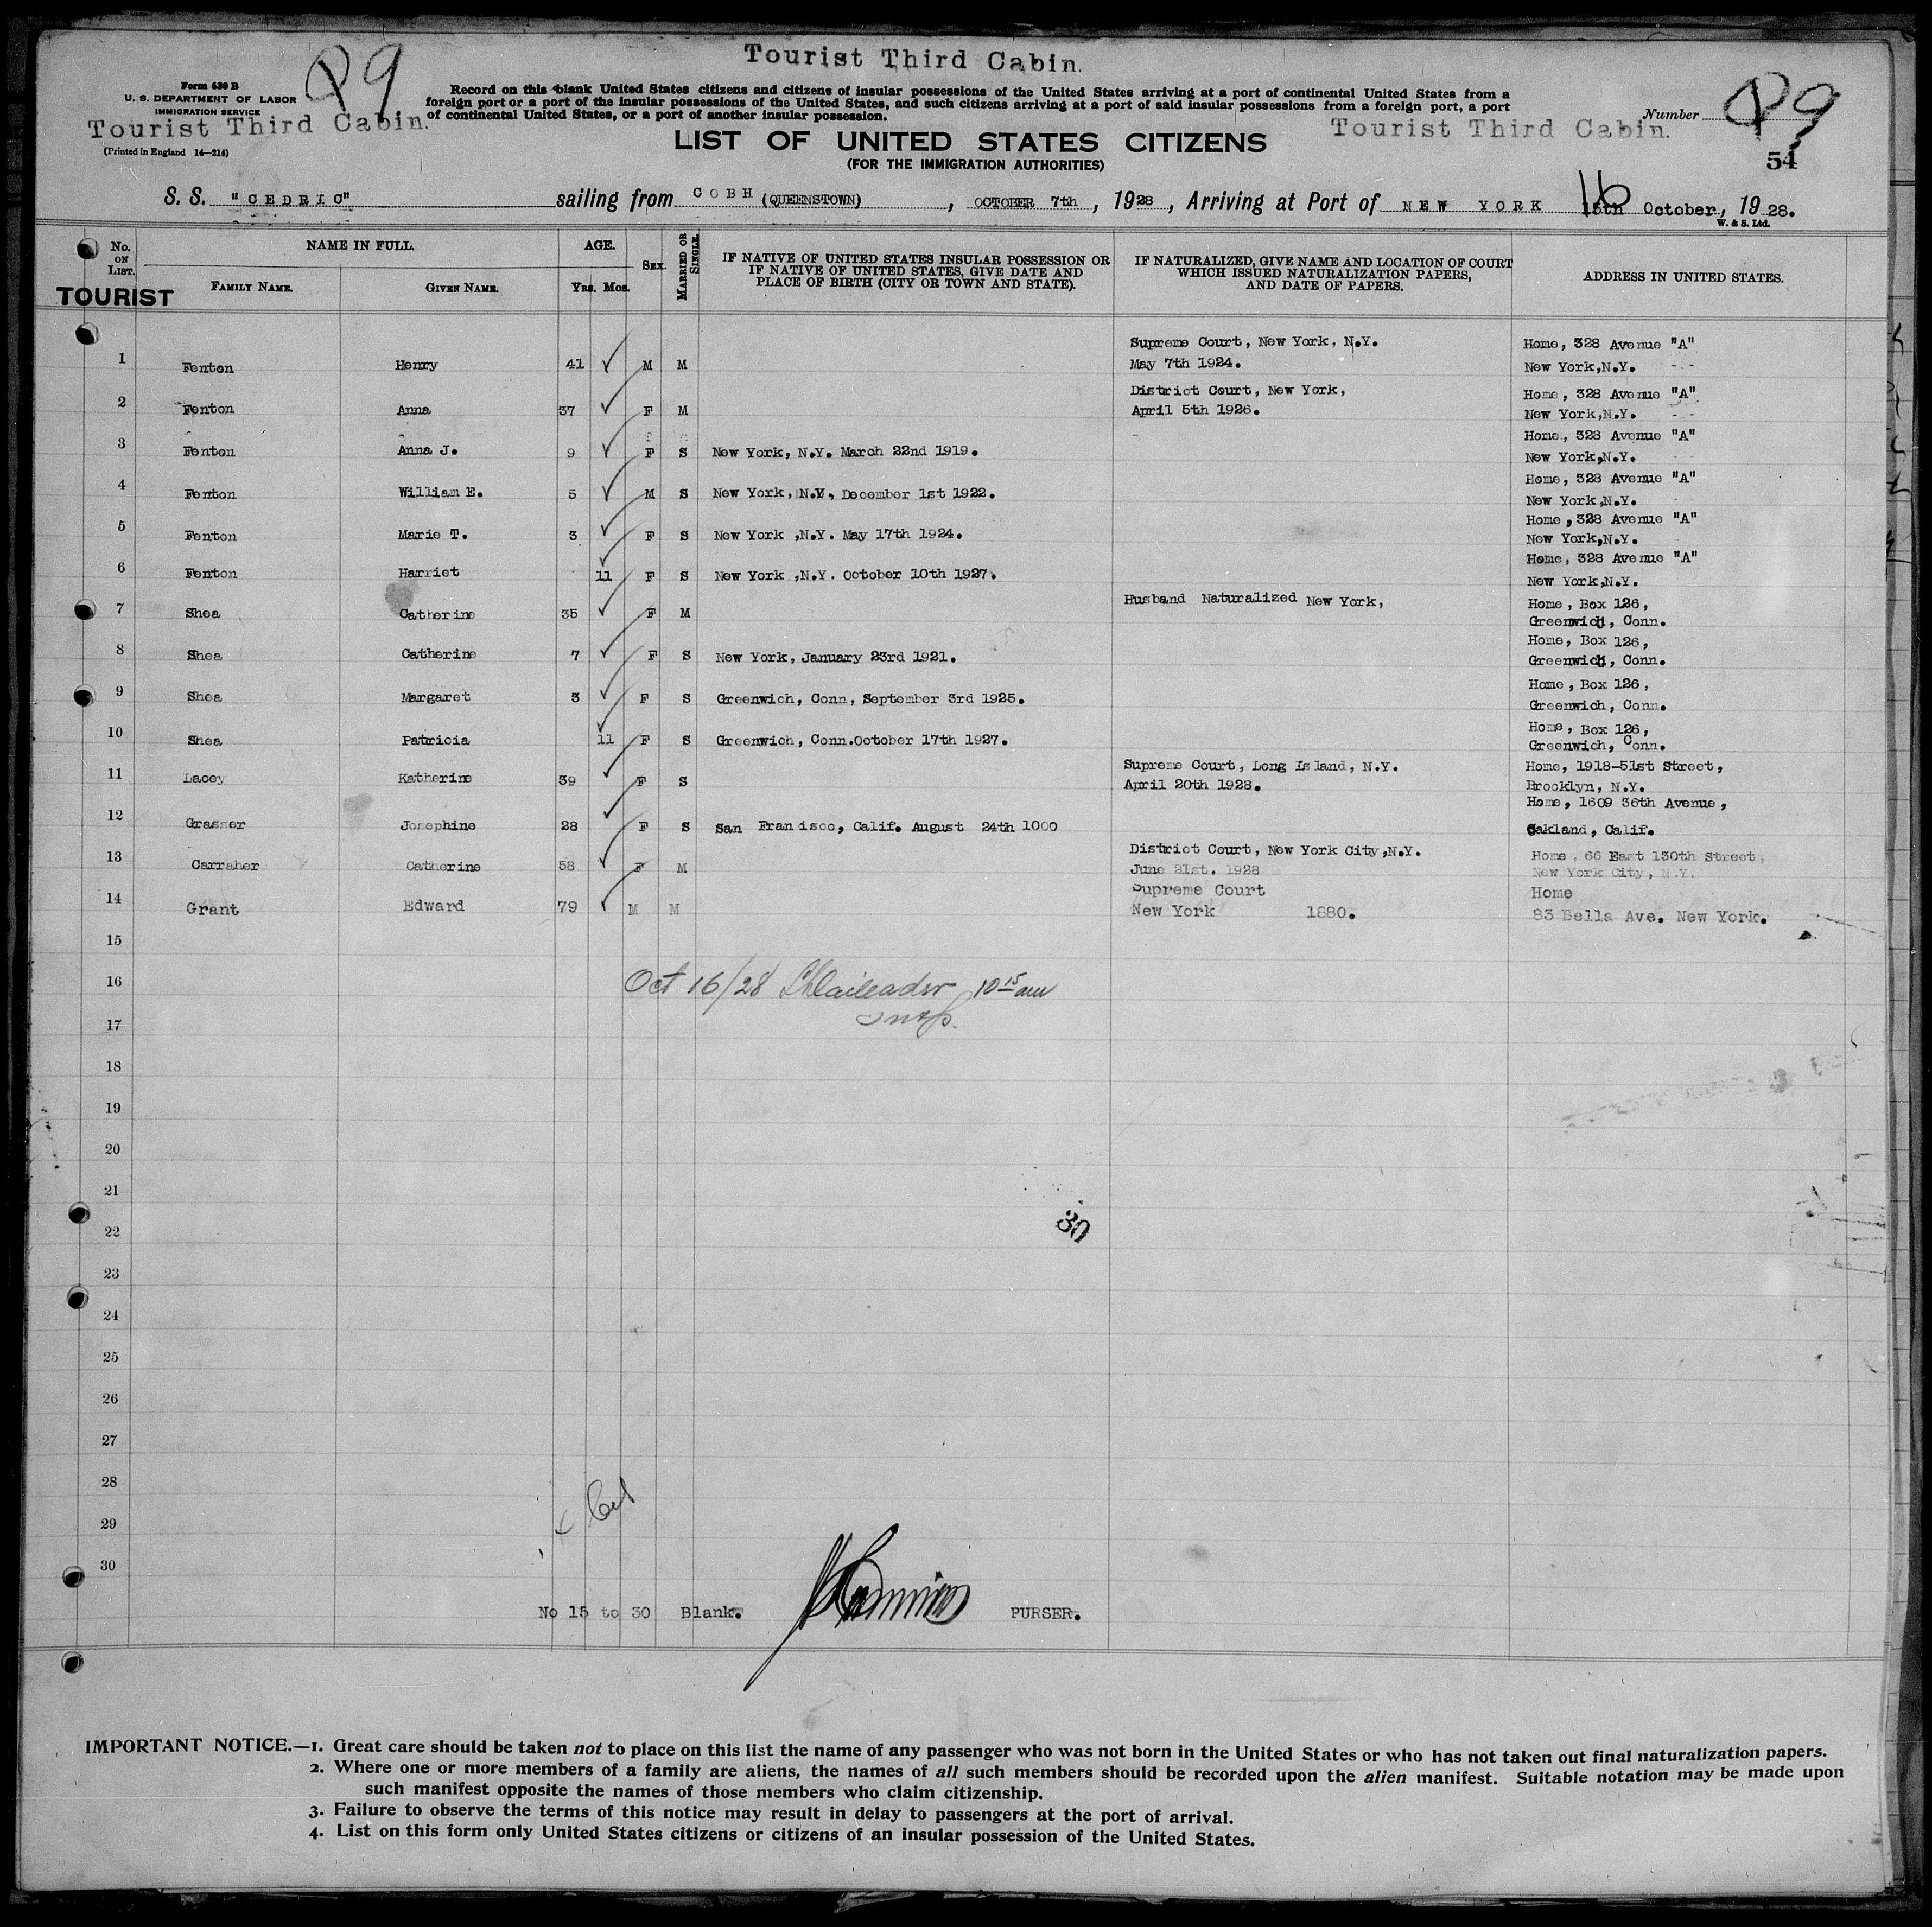 Tourist Third Cabin.
89
Form 630 B
U. S. DEPARTMENT OF LABOR
IMMIGRATION SERVICE
Tourist Third Cabin.
(Printed in England 14—214)
Record on this blank United States citizens and citizens of insular possessions of the United States arriving at a port of continental United States from a
foreign port or a port of the insular possessions of the United States, and such citizens arriving at a port of said insular possessions from a foreign port, a port
of continental United States, or a port of another insular possession.
LIST OF UNITED STATES CITIZENS
(FOR THE IMMIGRATION AUTHORITIES)
Number 89
Tourist Third Cabin.
54
S. S. "CEDRIC" sailing from COBH (QUEENSTOWN), OCTOBER 7th, 1928, Arriving at Port of NEW YORK 16 15th October, 1928.
W. & S. Ltd.
No. ON LIST.
NAME IN FULL.
FAMILY NAME.
GIVEN NAME.
AGE.
YRS. MOS.
SEX.
MARRIED OR SINGLE.
IF NATIVE OF UNITED STATES INSULAR POSSESSION OR
IF NATIVE OF UNITED STATES, GIVE DATE AND
PLACE OF BIRTH (CITY OR TOWN AND STATE).
IF NATURALIZED, GIVE NAME AND LOCATION OF COURT
WHICH ISSUED NATURALIZATION PAPERS,
AND DATE OF PAPERS.
ADDRESS IN UNITED STATES.
TOURIST
Supreme Court, New York, N.Y. Home, 328 Avenue "A"
1 Fenton Henry 41 ✓ M M May 7th 1924. New York,N.Y.
District Court, New York, Home, 328 Avenue "A"
2 Fenton Anna 37 ✓ F M April 5th 1926. New York,N.Y.
Home, 328 Avenue "A"
3 Fenton Anna J. 9 ✓ F S New York, N.Y. March 22nd 1919. New York,N.Y.
Home, 328 Avenue "A"
4 Fenton William E. 5 ✓ M S New York, N.Y, December 1st 1922. New York,N.Y.
Home, 328 Avenue "A"
5 Fenton Marie T. 3 ✓ F S New York ,N.Y. May 17th 1924. New York,N.Y.
Home, 328 Avenue "A"
6 Fenton Harriet 11 ✓ F S New York ,N.Y. October 10th 1927. New York,N.Y.
Husband Naturalized New York, Home, Box 126,
7 Shea Catherine 35 ✓ F M Greenwich, Conn.
Home, Box 126,
8 Shea Catherine 7 ✓ F S New York, January 23rd 1921. Greenwich, Conn.
Home, Box 126,
9 Shea Margaret 3 ✓ F S Greenwich, Conn, September 3rd 1925. Greenwich, Conn.
Home, Box 126,
10 Shea Patricia 11 ✓ F S Greenwich, Conn.October 17th 1927. Greenwich, Conn.
Supreme Court, Long Island, N.Y. Home, 1918-51st Street,
11 Lacey Katherine 39 ✓ F S April 20th 1928. Brooklyn, N.Y.
Home, 1609 36th Avenue,
12 Grasser Josephine 28 ✓ F S San Francisco, Calif. August 24th 1000 Oakland, Calif.
District Court, New York City,N.Y. Home, 66 East 130th Street,
13 Carraher Catherine 58 ✓ F M June 21st. 1928 New York City, N.Y.
Supreme Court Home
14 Grant Edward 79 ✓ M M New York 1880. 83 Bella Ave. New York.
15
16 Oct 16/28 10 15 am
17
18
19
20
21
22
30
23
24
25
26
27
28
29
30
No 15 to 30 Blank. PURSER.
IMPORTANT NOTICE.—1. Great care should be taken not to place on this list the name of any passenger who was not born in the United States or who has not taken out final naturalization papers.
2. Where one or more members of a family are aliens, the names of all such members should be recorded upon the alien manifest. Suitable notation may be made upon
such manifest opposite the names of those members who claim citizenship.
3. Failure to observe the terms of this notice may result in delay to passengers at the port of arrival.
4. List on this form only United States citizens or citizens of an insular possession of the United States.